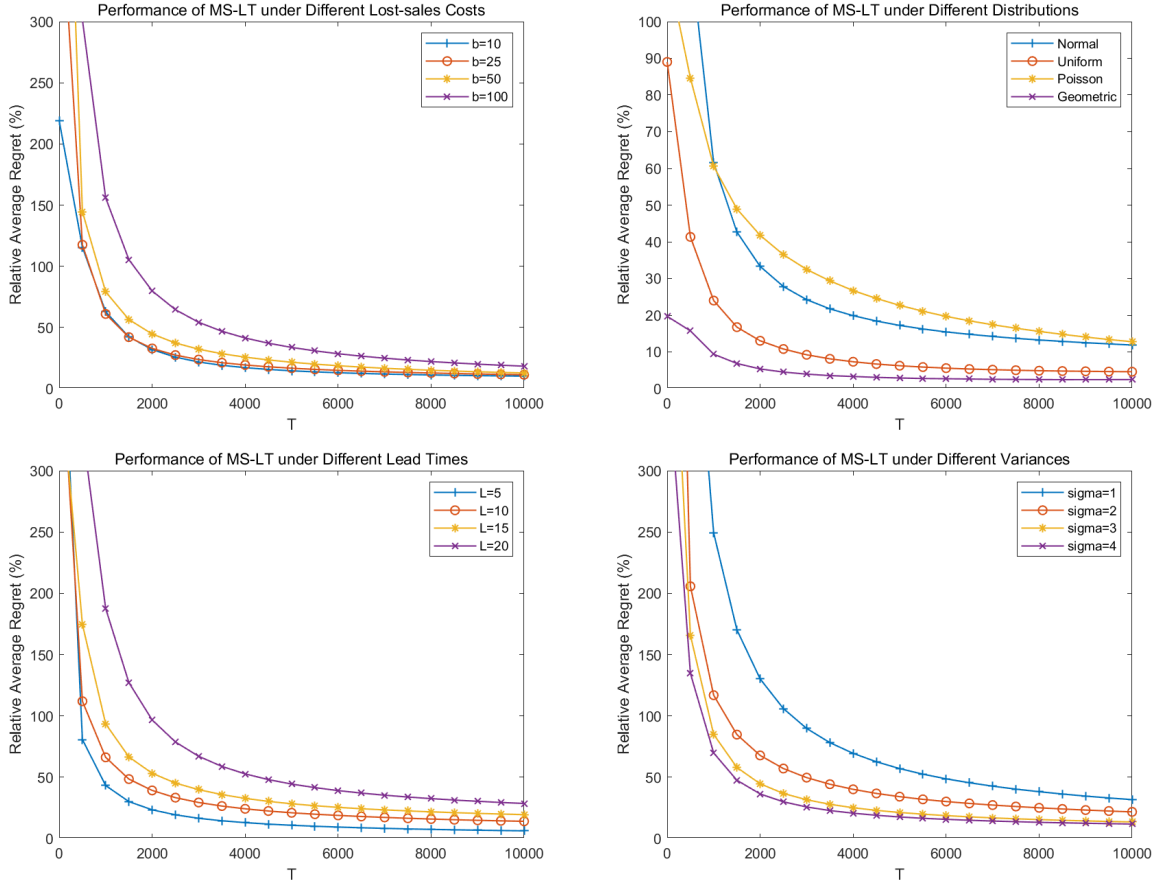 Performance of MS-LT under Different Lost-sales Costs
300
250
200
150
100
50
0
Relative Average Regret (%)
b=10
b=25
b=50
b=100
0 2000 4000 6000 8000 10000
T
Performance of MS-LT under Different Distributions
100
90
80
70
60
50
40
30
20
10
0
Relative Average Regret (%)
Normal
Uniform
Poisson
Geometric
0 2000 4000 6000 8000 10000
T
Performance of MS-LT under Different Lead Times
300
250
200
150
100
50
0
Relative Average Regret (%)
L=5
L=10
L=15
L=20
0 2000 4000 6000 8000 10000
T
Performance of MS-LT under Different Variances
300
250
200
150
100
50
0
Relative Average Regret (%)
sigma=1
sigma=2
sigma=3
sigma=4
0 2000 4000 6000 8000 10000
T